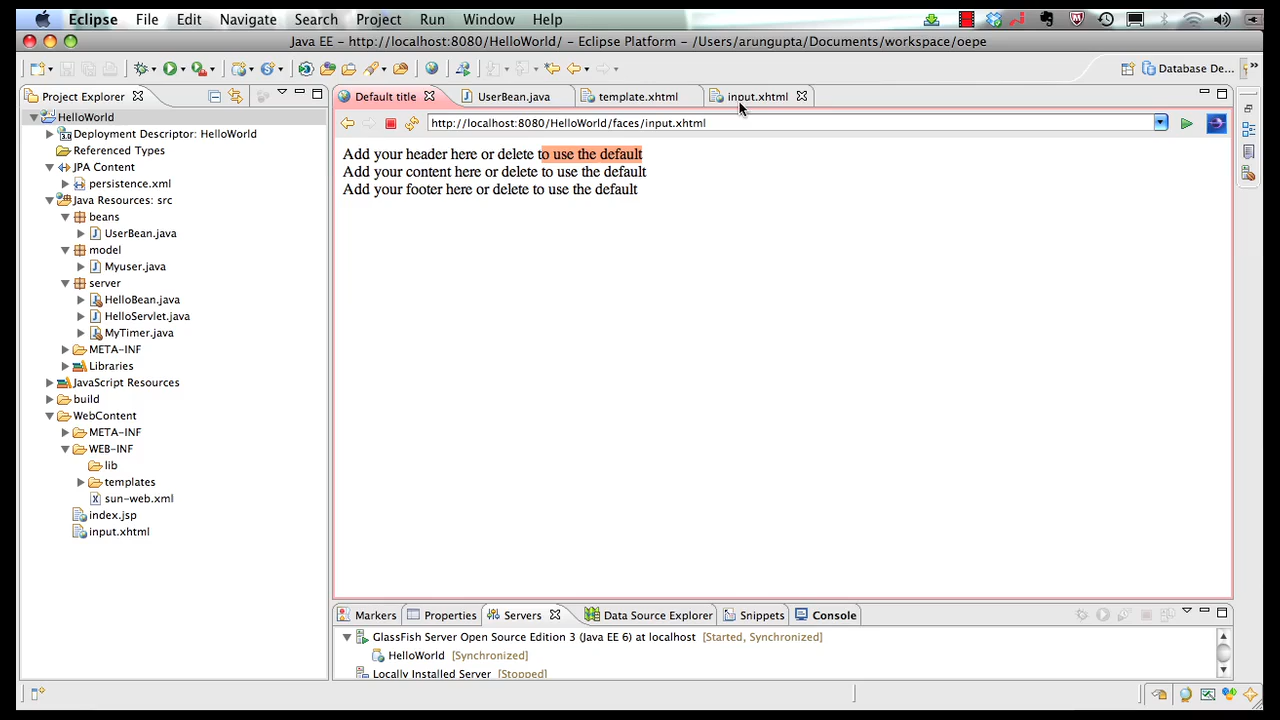 Eclipse File Edit Navigate Search Project Run Window Help
Java EE - http://localhost:8080/HelloWorld/ - Eclipse Platform - /Users/arungupta/Documents/workspace/oepe
Database De...
Project Explorer
Default title
UserBean.java
template.xhtml
input.xhtml
http://localhost:8080/HelloWorld/faces/input.xhtml
HelloWorld
Deployment Descriptor: HelloWorld
Referenced Types
JPA Content
persistence.xml
Java Resources: src
beans
UserBean.java
model
Myuser.java
server
HelloBean.java
HelloServlet.java
MyTimer.java
META-INF
Libraries
JavaScript Resources
build
WebContent
META-INF
WEB-INF
lib
templates
sun-web.xml
index.jsp
input.xhtml
Add your header here or delete to use the default
Add your content here or delete to use the default
Add your footer here or delete to use the default
Markers Properties Servers Data Source Explorer Snippets Console
GlassFish Server Open Source Edition 3 (Java EE 6) at localhost [Started, Synchronized]
HelloWorld [Synchronized]
Locally Installed Server [Stopped]